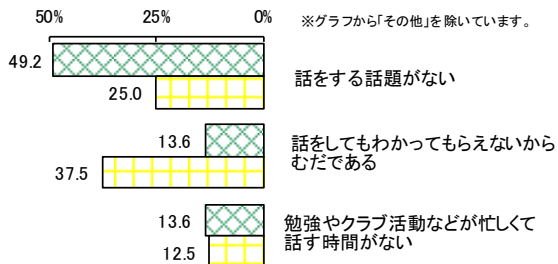 50% 25% 0% ※グラフから「その他」を除いています。
49.2
話をする話題がない
25.0
13.6
話をしてもわかってもらえないから
むだである
37.5
13.6
勉強やクラブ活動などが忙しくて
話す時間がない
12.5